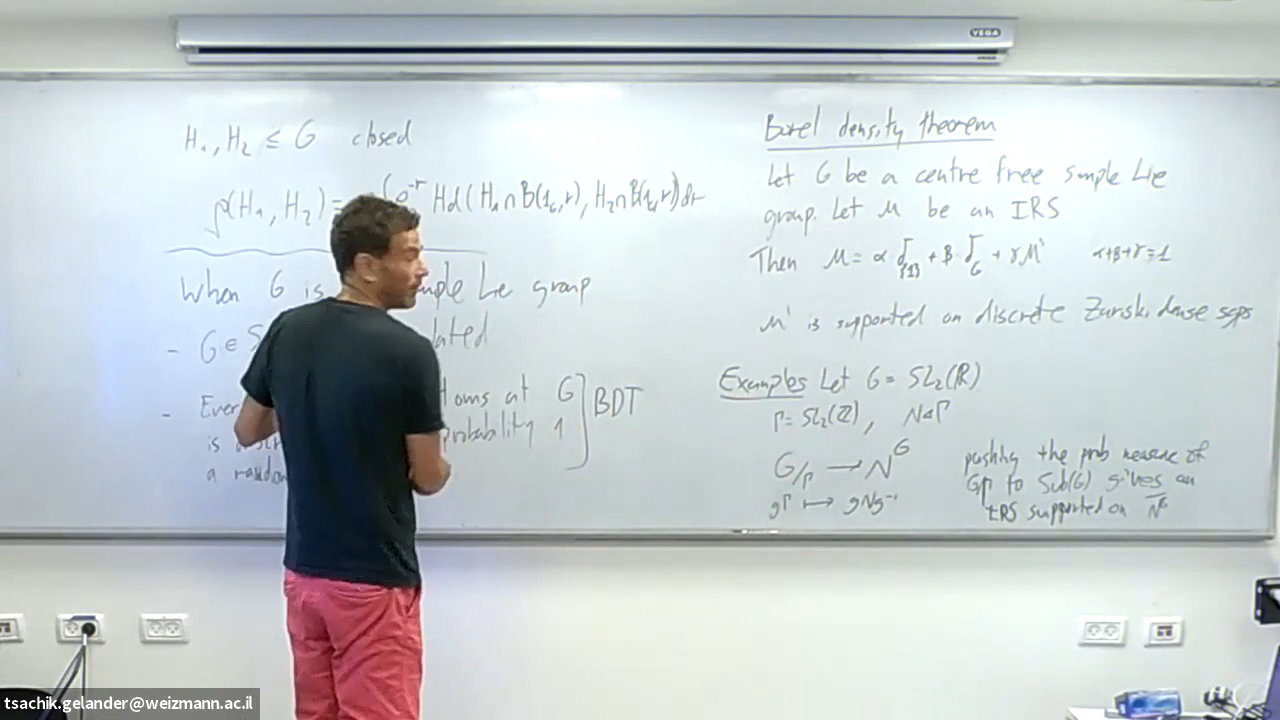 VEGA
H₁, H₂ ≤ G closed
ρ(H₁, H₂) = e^{-r} Hd(H₁ ∩ B(1_G, r), H₂ ∩ B(1_G, r)) dr
When G is mple Lie group
- G ∈ S lated
- Ever toms at G
is probability 1
a random
BDT
Borel density theorem
Let G be a centre free simple Lie
group. Let μ be an IRS
Then μ = α δ_{{1}} + β δ_G + γ μ' α+β+γ=1
μ' is supported on discrete Zariski dense sgps
Examples Let G = SL₂(ℝ)
Γ = SL₂(ℤ), N ◁ Γ
G/Γ → N^G
gΓ ↦ gNg⁻¹
pushing the prob measure of
G/Γ to Sub(G) gives an
IRS supported on N^G
tsachik.gelander@weizmann.ac.il